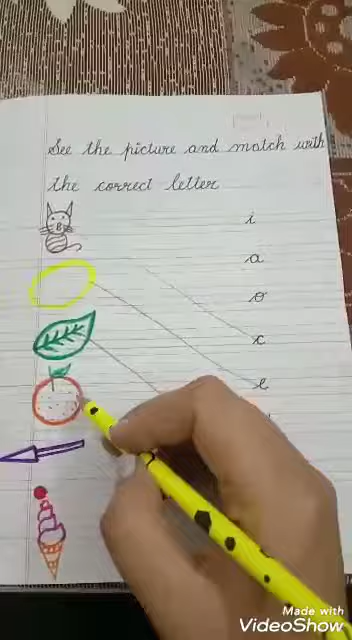 See the picture and match with
the correct letter
i
a
o
c
e
Made with
VideoShow